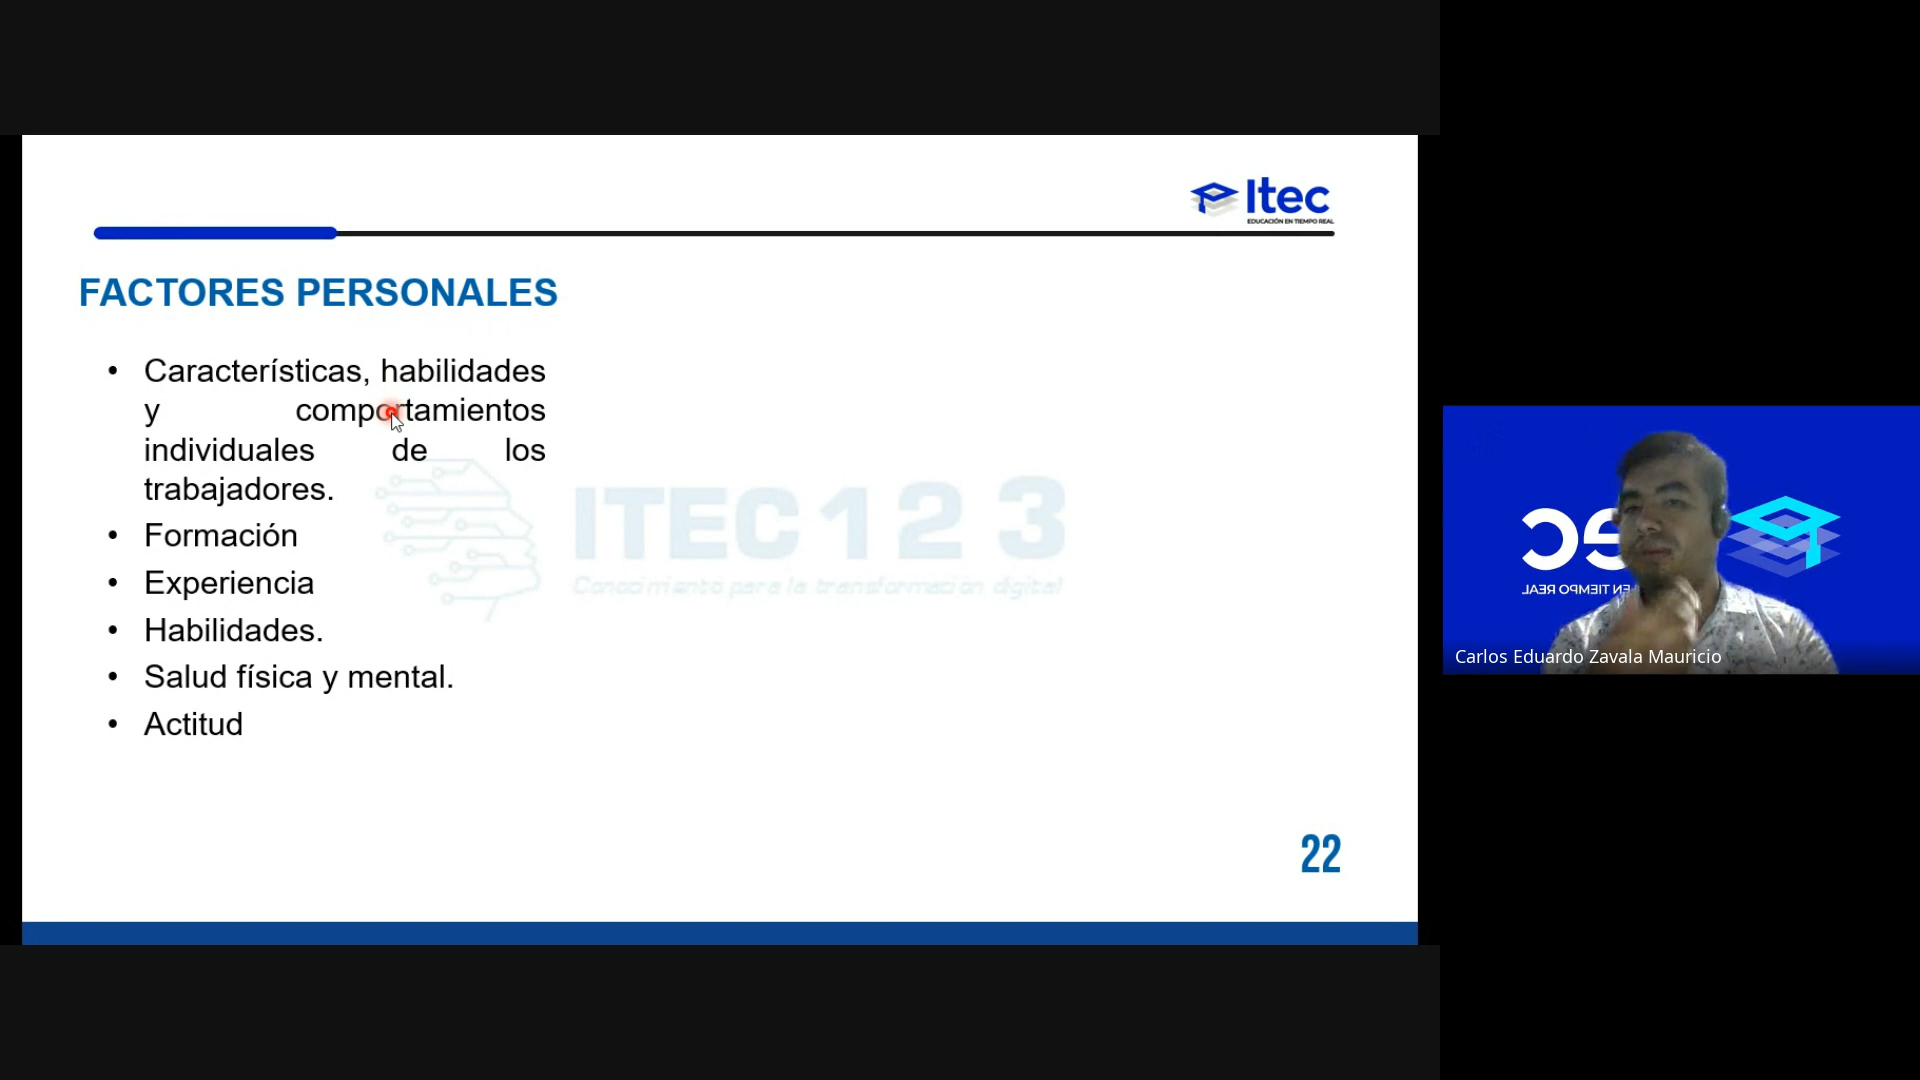 Itec
EDUCACIÓN EN TIEMPO REAL
FACTORES PERSONALES
• Características, habilidades
y comportamientos
individuales de los
trabajadores.
• Formación
• Experiencia
• Habilidades.
• Salud física y mental.
• Actitud
ITEC 1 2 3
Conocimiento para la transformación digital
22
EN TIEMPO REAL
Carlos Eduardo Zavala Mauricio